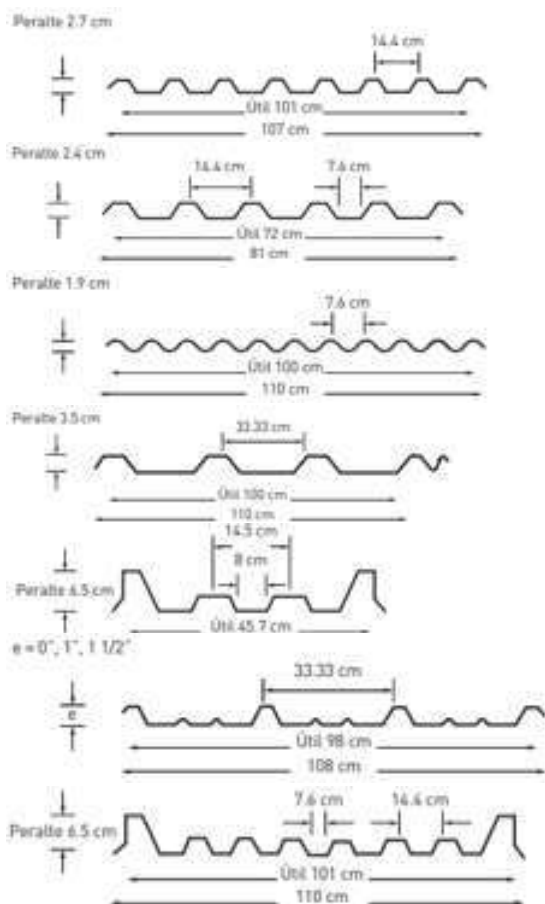 Peralte 2.7 cm
14.4 cm
Útil 101 cm
107 cm
Peralte 2.4 cm
14.4 cm
7.6 cm
Útil 72 cm
81 cm
Peralte 1.9 cm
7.6 cm
Útil 100 cm
110 cm
Peralte 3.5 cm
33.33 cm
Útil 100 cm
110 cm
14.5 cm
8 cm
Peralte 6.5 cm
Útil 45.7 cm
e = 0", 1", 1 1/2"
33.33 cm
e
Útil 98 cm
108 cm
7.6 cm
14.4 cm
Peralte 6.5 cm
Útil 101 cm
110 cm